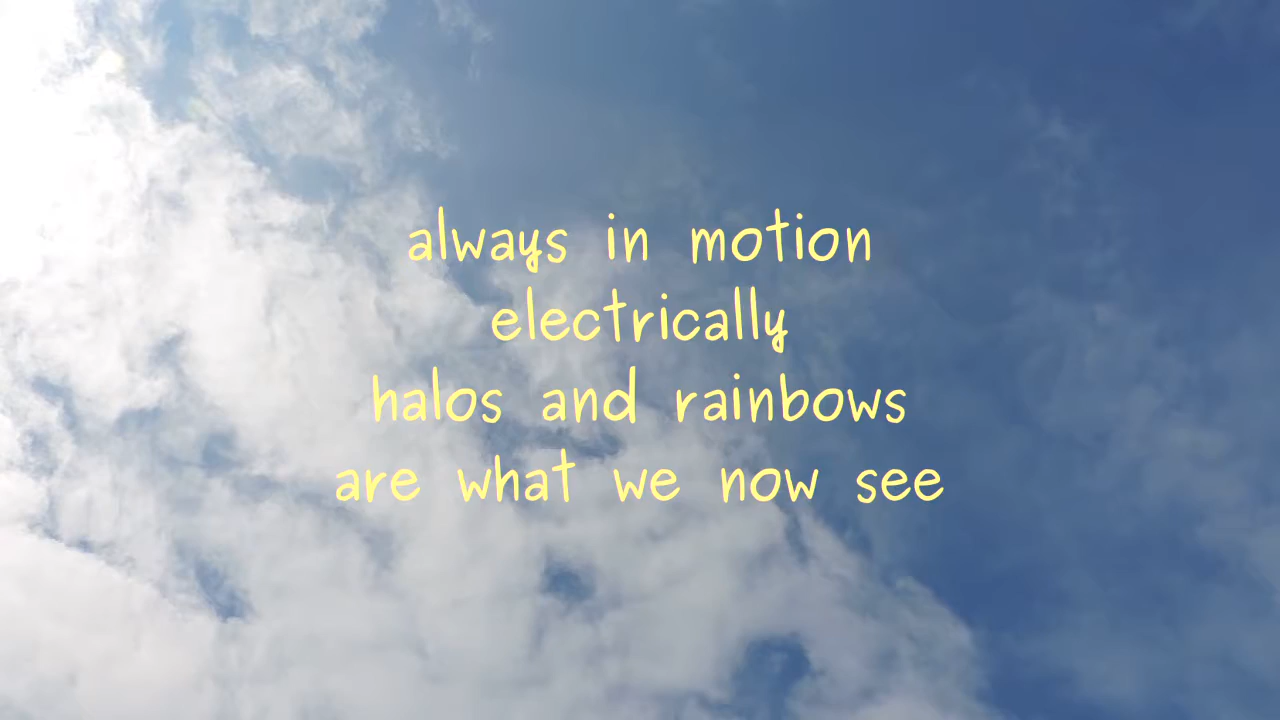 always in motion
electrically
halos and rainbows
are what we now see